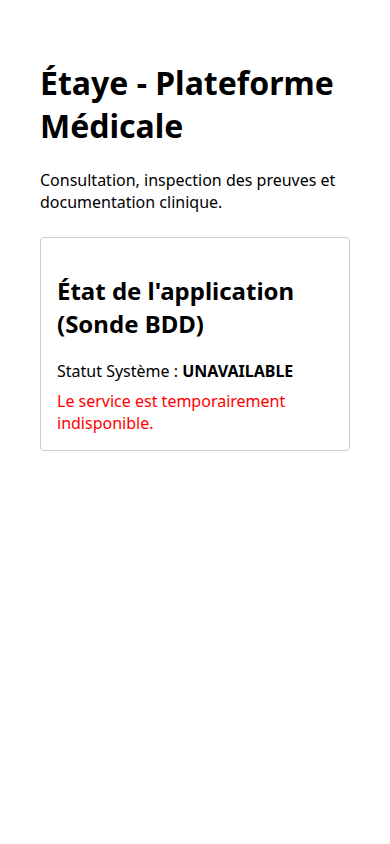 Étaye - Plateforme
Médicale
Consultation, inspection des preuves et
documentation clinique.
État de l'application
(Sonde BDD)
Statut Système : UNAVAILABLE
Le service est temporairement
indisponible.